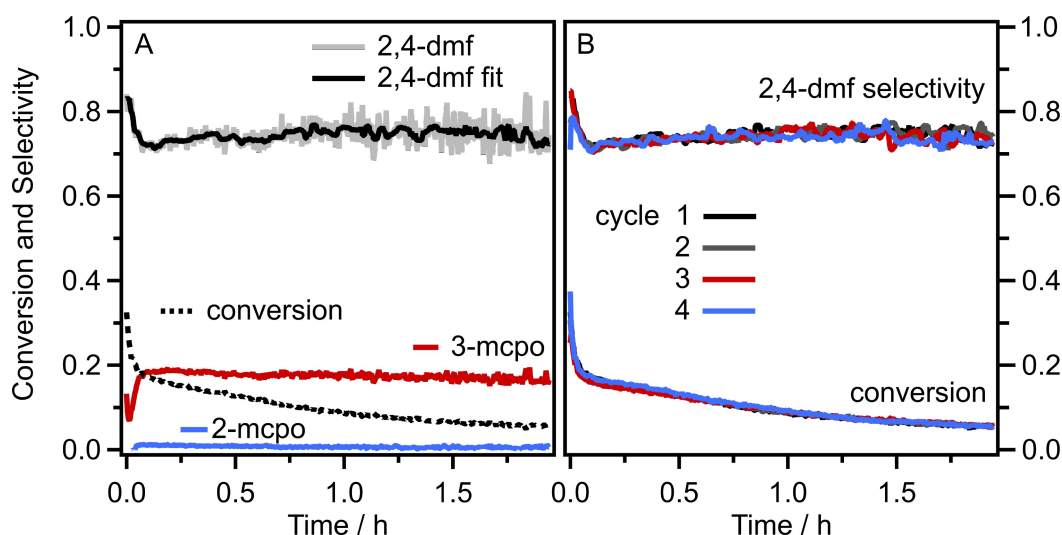 A
2,4-dmf
2,4-dmf fit
conversion
3-mcpo
2-mcpo
Conversion and Selectivity
1.0
0.8
0.6
0.4
0.2
0.0
0.0 0.5 1.0 1.5
Time / h
B
2,4-dmf selectivity
cycle 1
2
3
4
conversion
1.0
0.8
0.6
0.4
0.2
0.0
0.0 0.5 1.0 1.5
Time / h